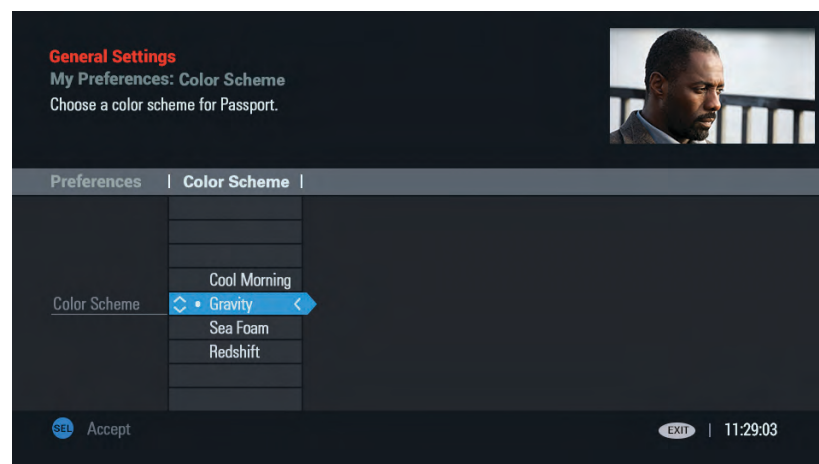 General Settings
My Preferences: Color Scheme
Choose a color scheme for Passport.
Preferences | Color Scheme |
Cool Morning
Color Scheme • Gravity
Sea Foam
Redshift
SEL Accept
EXIT | 11:29:03